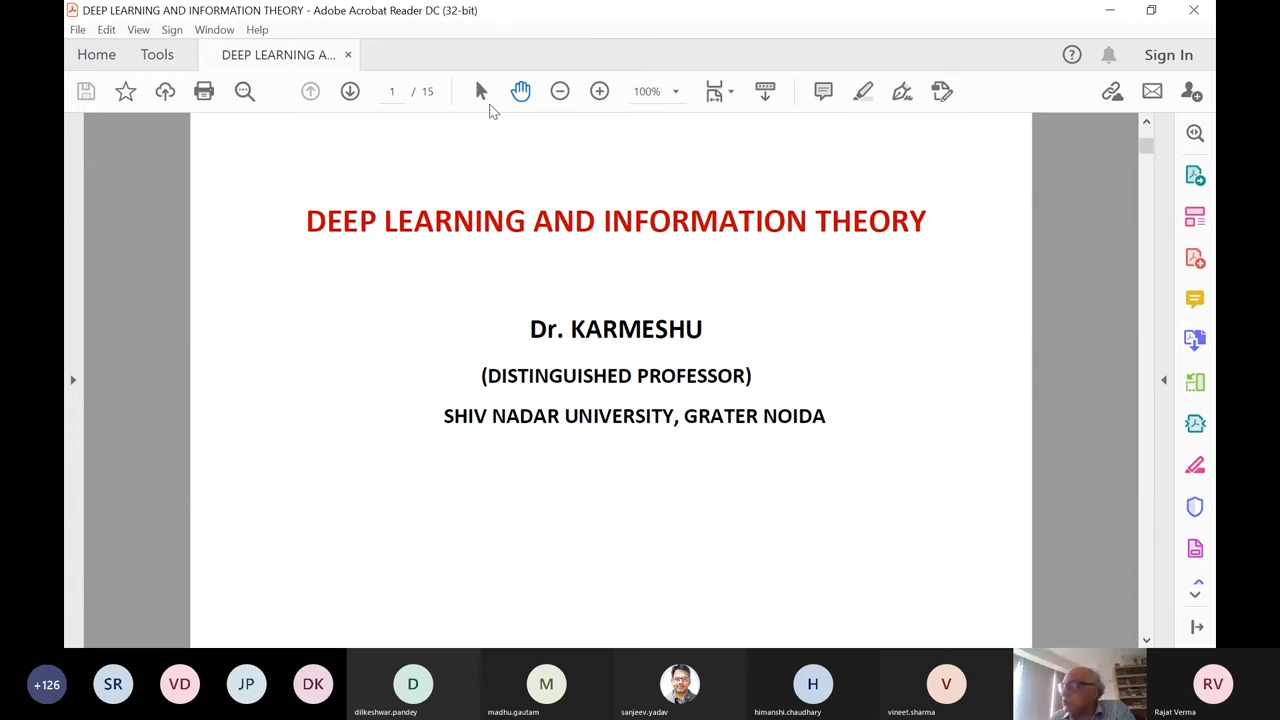 DEEP LEARNING AND INFORMATION THEORY - Adobe Acrobat Reader DC (32-bit)
File Edit View Sign Window Help
Home Tools DEEP LEARNING A... × Sign In
1 / 15 100%
DEEP LEARNING AND INFORMATION THEORY
Dr. KARMESHU
(DISTINGUISHED PROFESSOR)
SHIV NADAR UNIVERSITY, GRATER NOIDA
+126 SR VD JP DK D M H V RV
dilkeshwar.pandey madhu.gautam sanjeev.yadav himanshi.chaudhary vineet.sharma Rajat Verma